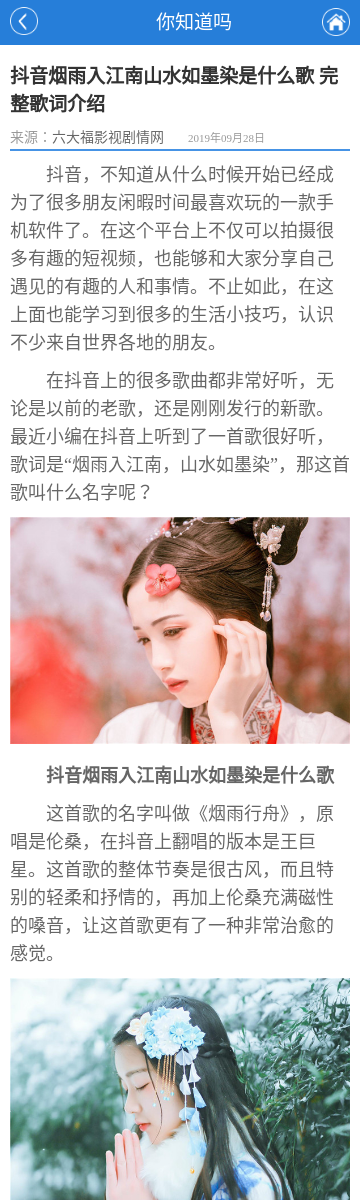 你知道吗
抖音烟雨入江南山水如墨染是什么歌 完
整歌词介绍
来源：六大福影视剧情网 2019年09月28日
抖音，不知道从什么时候开始已经成
为了很多朋友闲暇时间最喜欢玩的一款手
机软件了。在这个平台上不仅可以拍摄很
多有趣的短视频，也能够和大家分享自己
遇见的有趣的人和事情。不止如此，在这
上面也能学习到很多的生活小技巧，认识
不少来自世界各地的朋友。
在抖音上的很多歌曲都非常好听，无
论是以前的老歌，还是刚刚发行的新歌。
最近小编在抖音上听到了一首歌很好听，
歌词是“烟雨入江南，山水如墨染”，那这首
歌叫什么名字呢？
抖音烟雨入江南山水如墨染是什么歌
这首歌的名字叫做《烟雨行舟》，原
唱是伦桑，在抖音上翻唱的版本是王巨
星。这首歌的整体节奏是很古风，而且特
别的轻柔和抒情的，再加上伦桑充满磁性
的嗓音，让这首歌更有了一种非常治愈的
感觉。